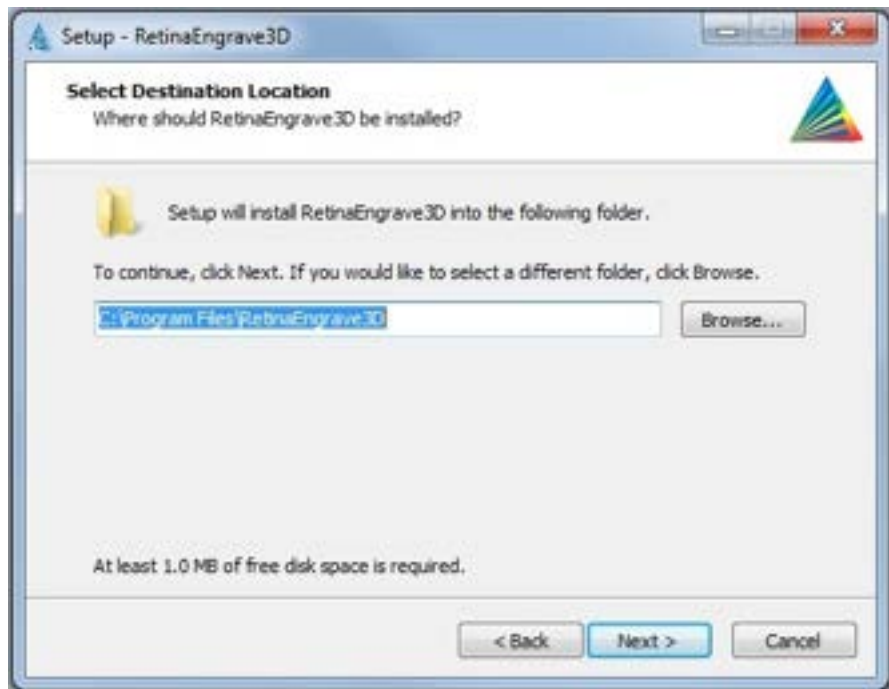 Setup - RetinaEngrave3D
Select Destination Location
Where should RetinaEngrave3D be installed?
Setup will install RetinaEngrave3D into the following folder.
To continue, click Next. If you would like to select a different folder, click Browse.
C:\Program Files\RetinaEngrave3D
Browse...
At least 1.0 MB of free disk space is required.
< Back
Next >
Cancel